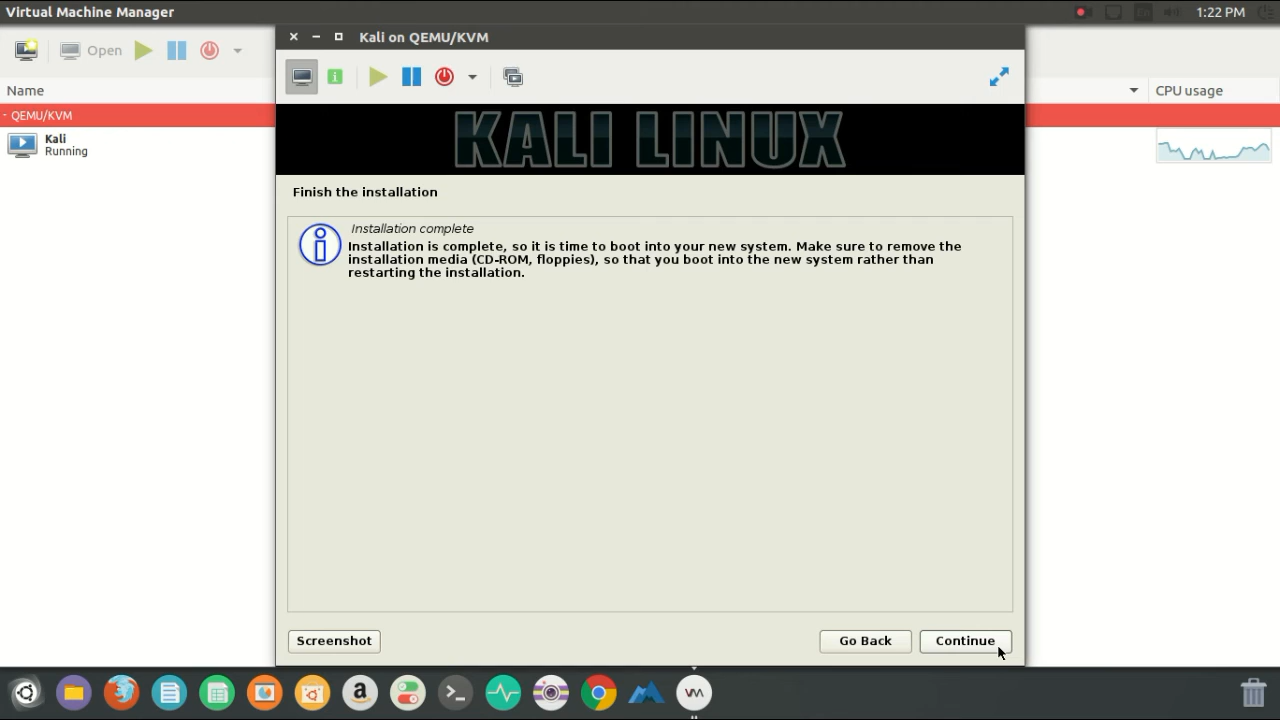 Virtual Machine Manager
1:22 PM
Kali on QEMU/KVM
Open
i
Name
CPU usage
- QEMU/KVM
Kali
Running
KALI LINUX
Finish the installation
Installation complete
Installation is complete, so it is time to boot into your new system. Make sure to remove the
installation media (CD-ROM, floppies), so that you boot into the new system rather than
restarting the installation.
Screenshot
Go Back
Continue